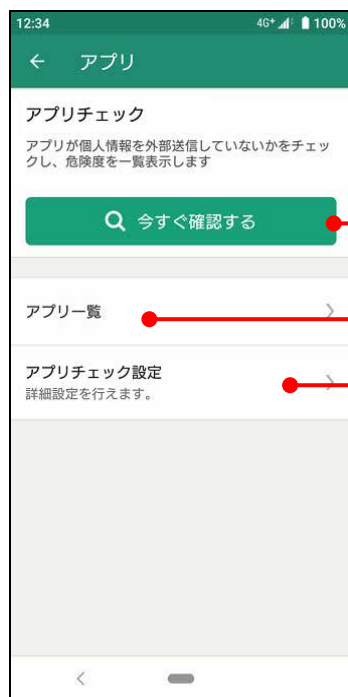 12:34 4G+ 100%
アプリ
アプリチェック
アプリが個人情報を外部送信していないかをチェッ
クし、危険度を一覧表示します
今すぐ確認する
アプリ一覧
アプリチェック設定
詳細設定を行えます。